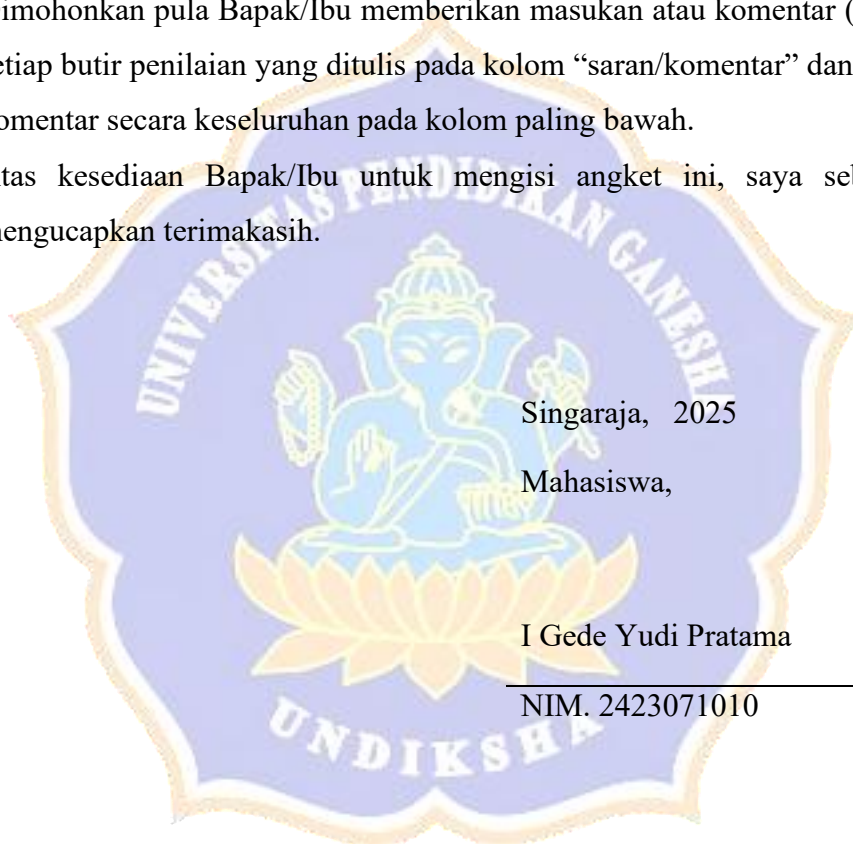 imohonkan pula Bapak/Ibu memberikan masukan atau komentar (
etiap butir penilaian yang ditulis pada kolom “saran/komentar” dan
omentar secara keseluruhan pada kolom paling bawah.
tas kesediaan Bapak/Ibu untuk mengisi angket ini, saya seb
mengucapkan terimakasih.
UNIVERSITAS PENDIDIKAN GANESHA
Singaraja, 2025
Mahasiswa,
I Gede Yudi Pratama
NIM. 2423071010
UNDIKSHA